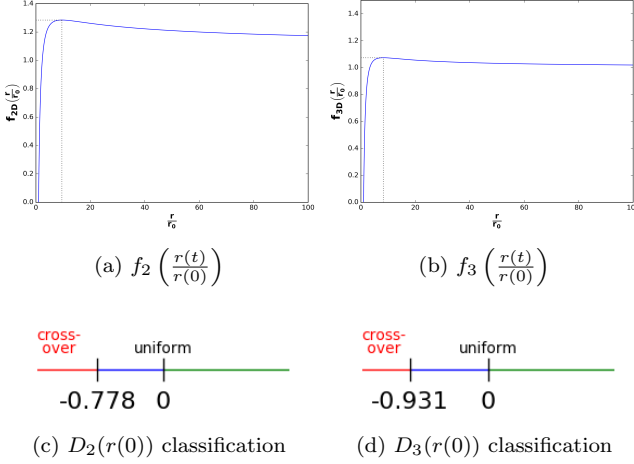 1.4
1.2
1.0
0.8
0.6
0.4
0.2
0.0
0 20 40 60 80 100
f2D(r/r0)
r/r0
1.4
1.2
1.0
0.8
0.6
0.4
0.2
0.0
0 20 40 60 80 100
f3D(r/r0)
r/r0
(a) f2 (r(t)/r(0))
(b) f3 (r(t)/r(0))
cross-
over
uniform
-0.778 0
cross-
over
uniform
-0.931 0
(c) D2(r(0)) classification
(d) D3(r(0)) classification